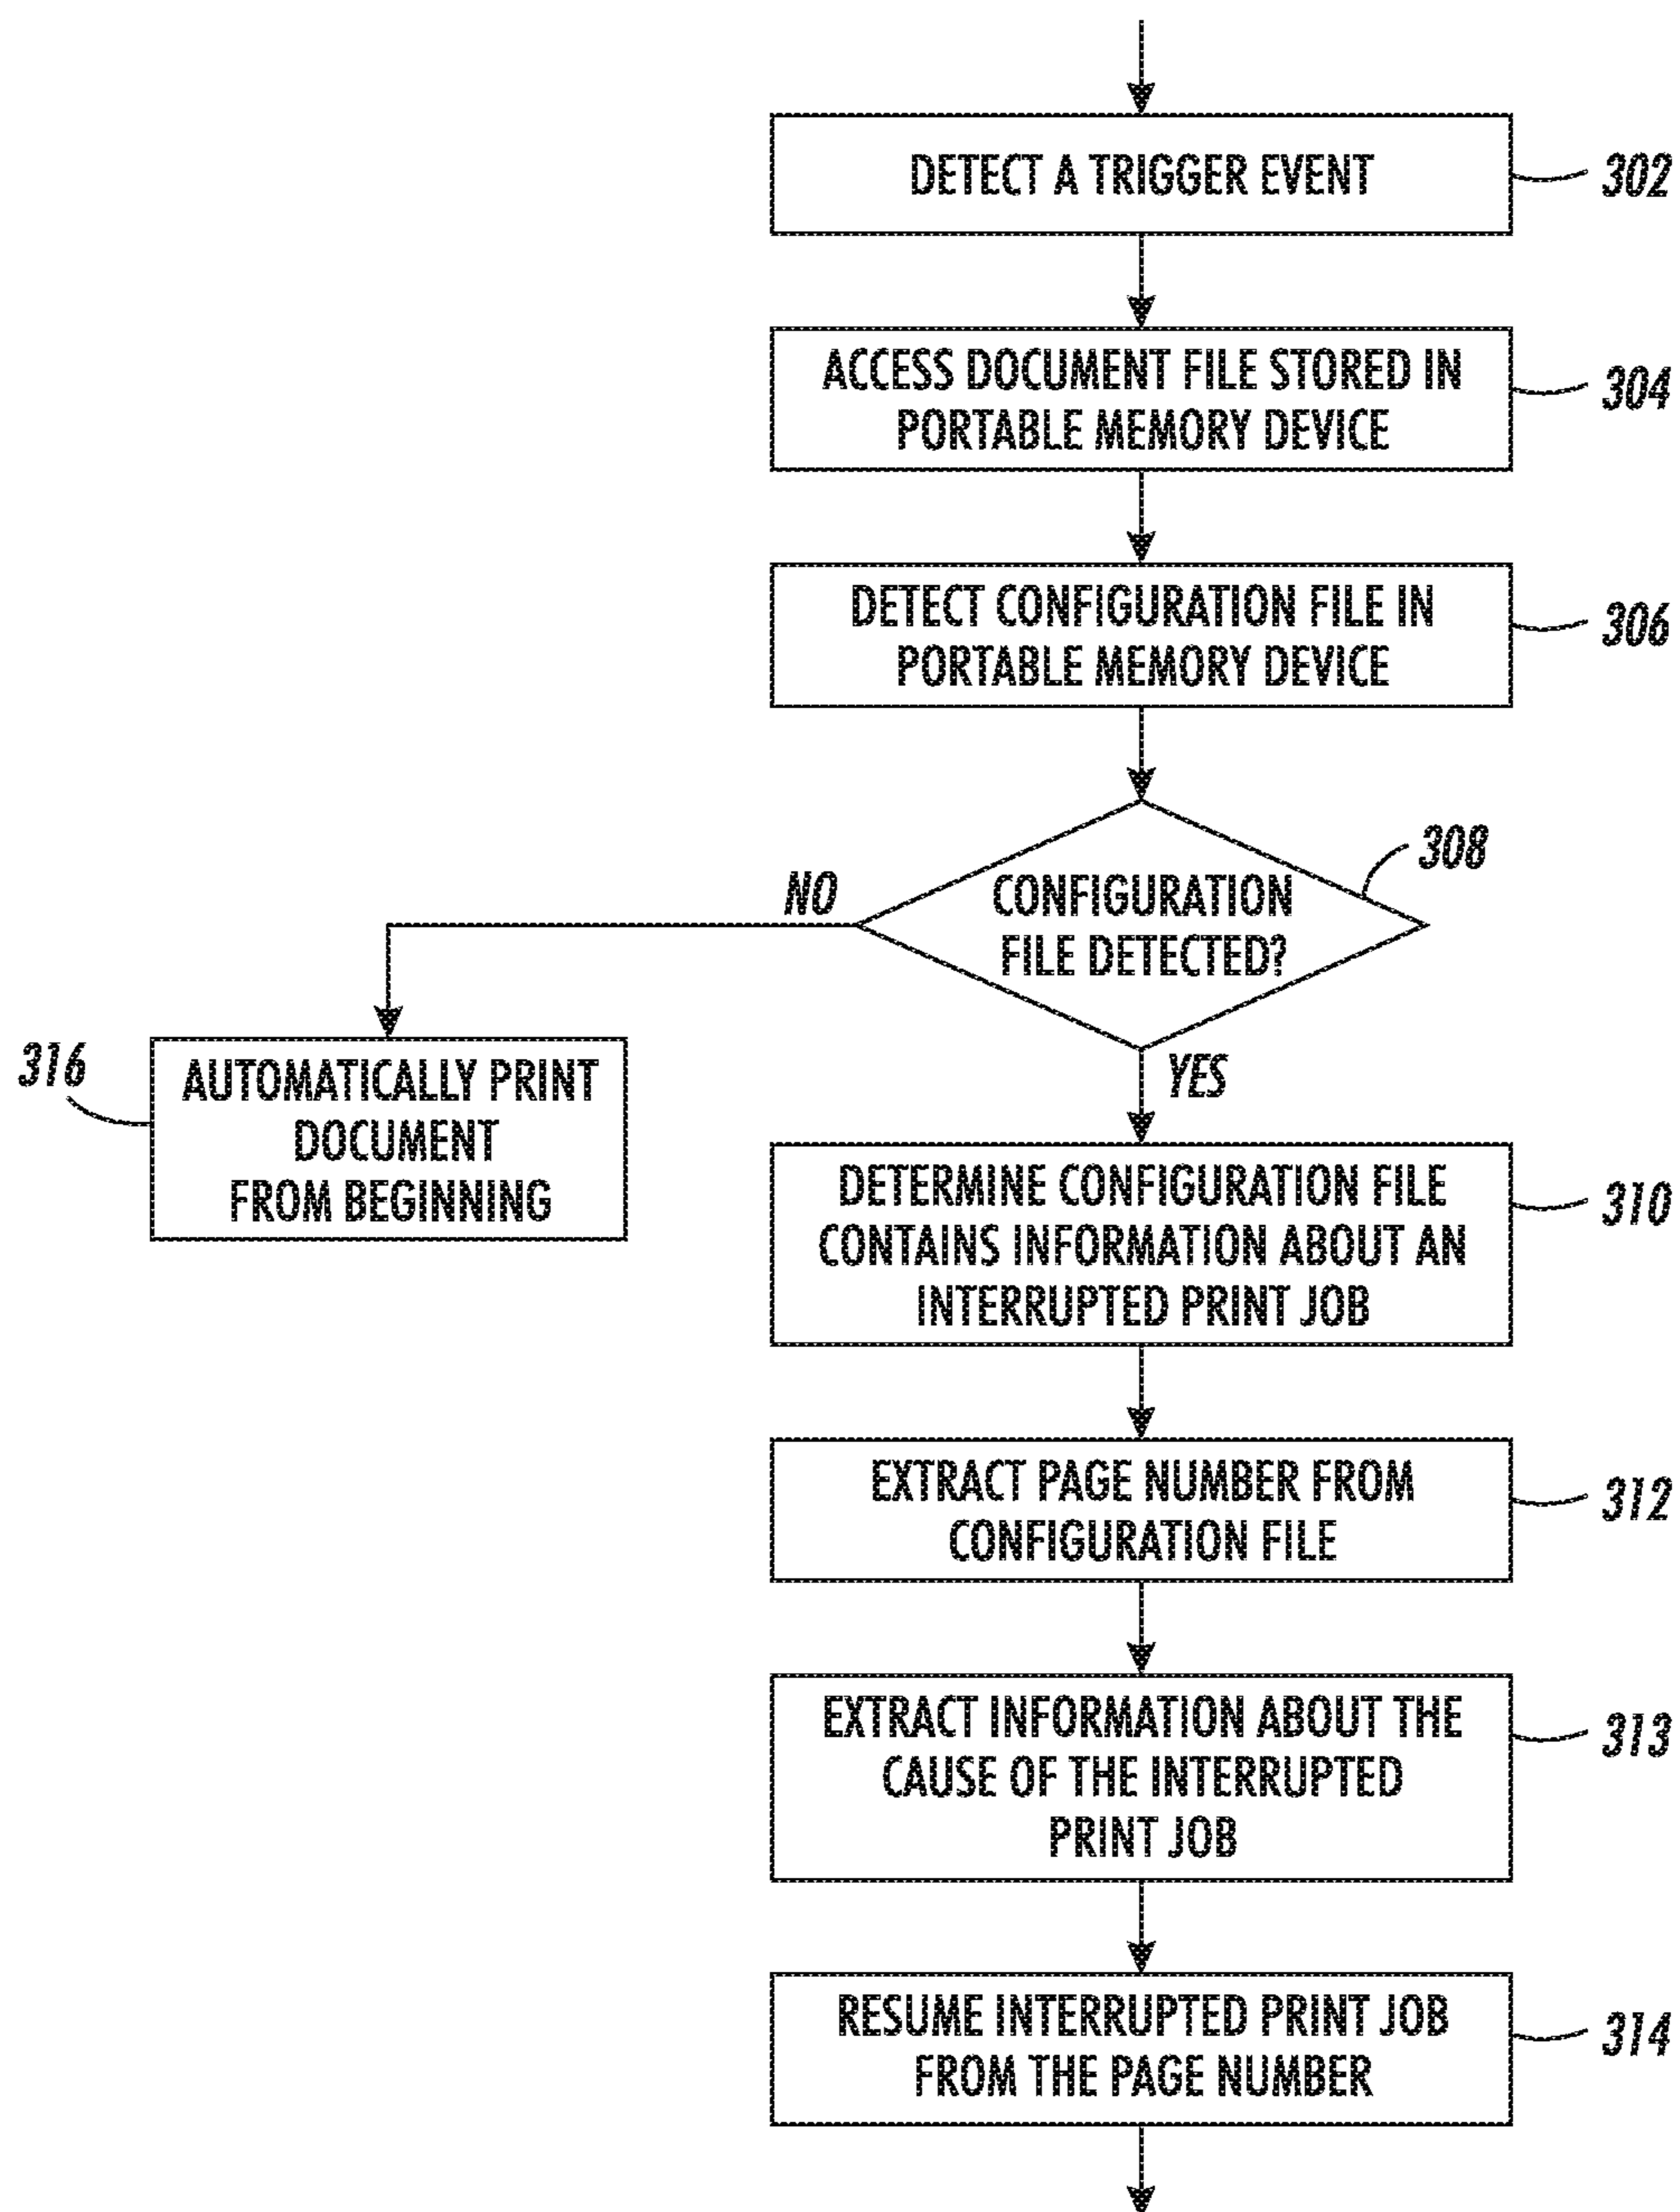 DETECT A TRIGGER EVENT
302
ACCESS DOCUMENT FILE STORED IN
PORTABLE MEMORY DEVICE
304
DETECT CONFIGURATION FILE IN
PORTABLE MEMORY DEVICE
306
308
CONFIGURATION
FILE DETECTED?
NO
YES
316
AUTOMATICALLY PRINT
DOCUMENT
FROM BEGINNING
DETERMINE CONFIGURATION FILE
CONTAINS INFORMATION ABOUT AN
INTERRUPTED PRINT JOB
310
EXTRACT PAGE NUMBER FROM
CONFIGURATION FILE
312
EXTRACT INFORMATION ABOUT THE
CAUSE OF THE INTERRUPTED
PRINT JOB
313
RESUME INTERRUPTED PRINT JOB
FROM THE PAGE NUMBER
314